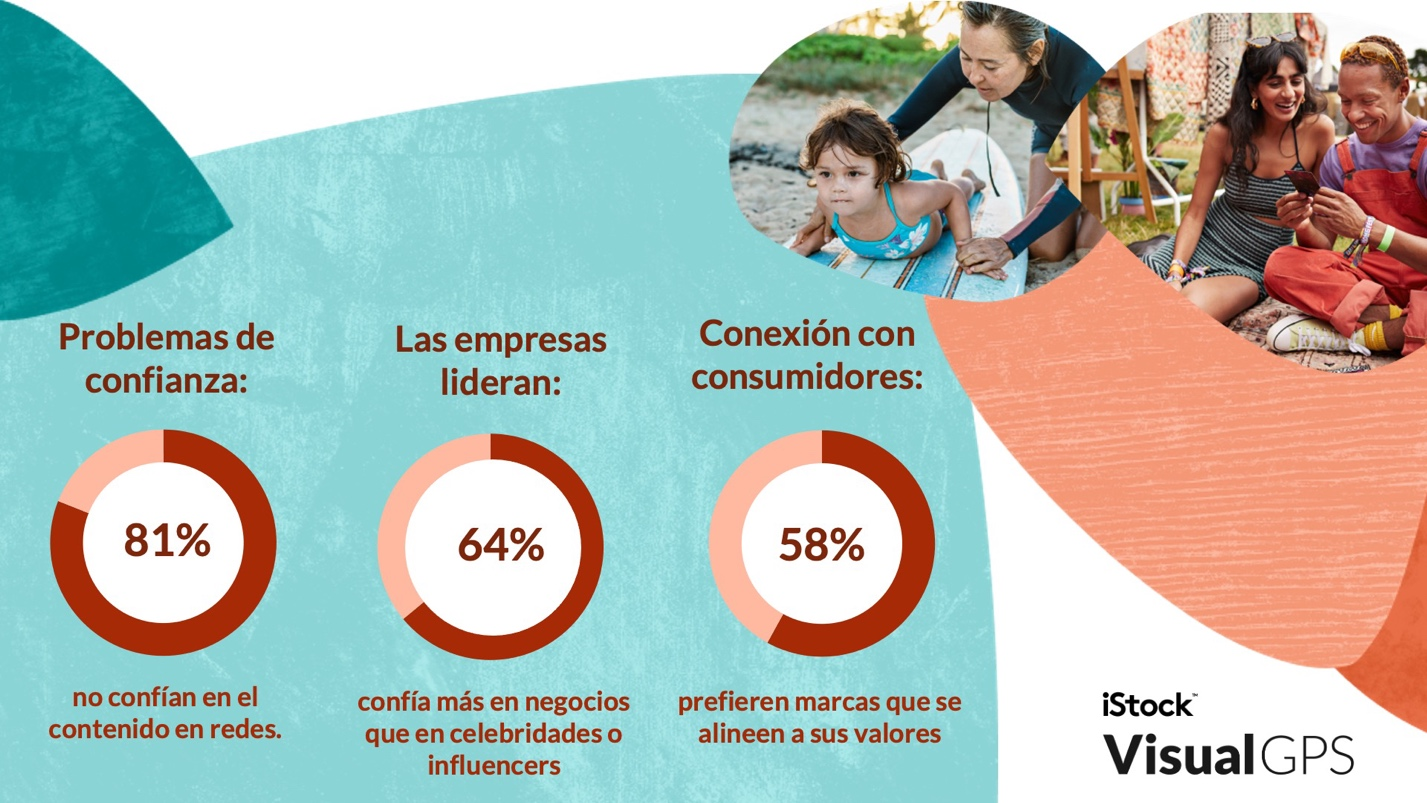 Problemas de
confianza:
81%
no confían en el
contenido en redes.
Las empresas
lideran:
64%
confía más en negocios
que en celebridades o
influencers
Conexión con
consumidores:
58%
prefieren marcas que se
alineen a sus valores
iStock™
VisualGPS